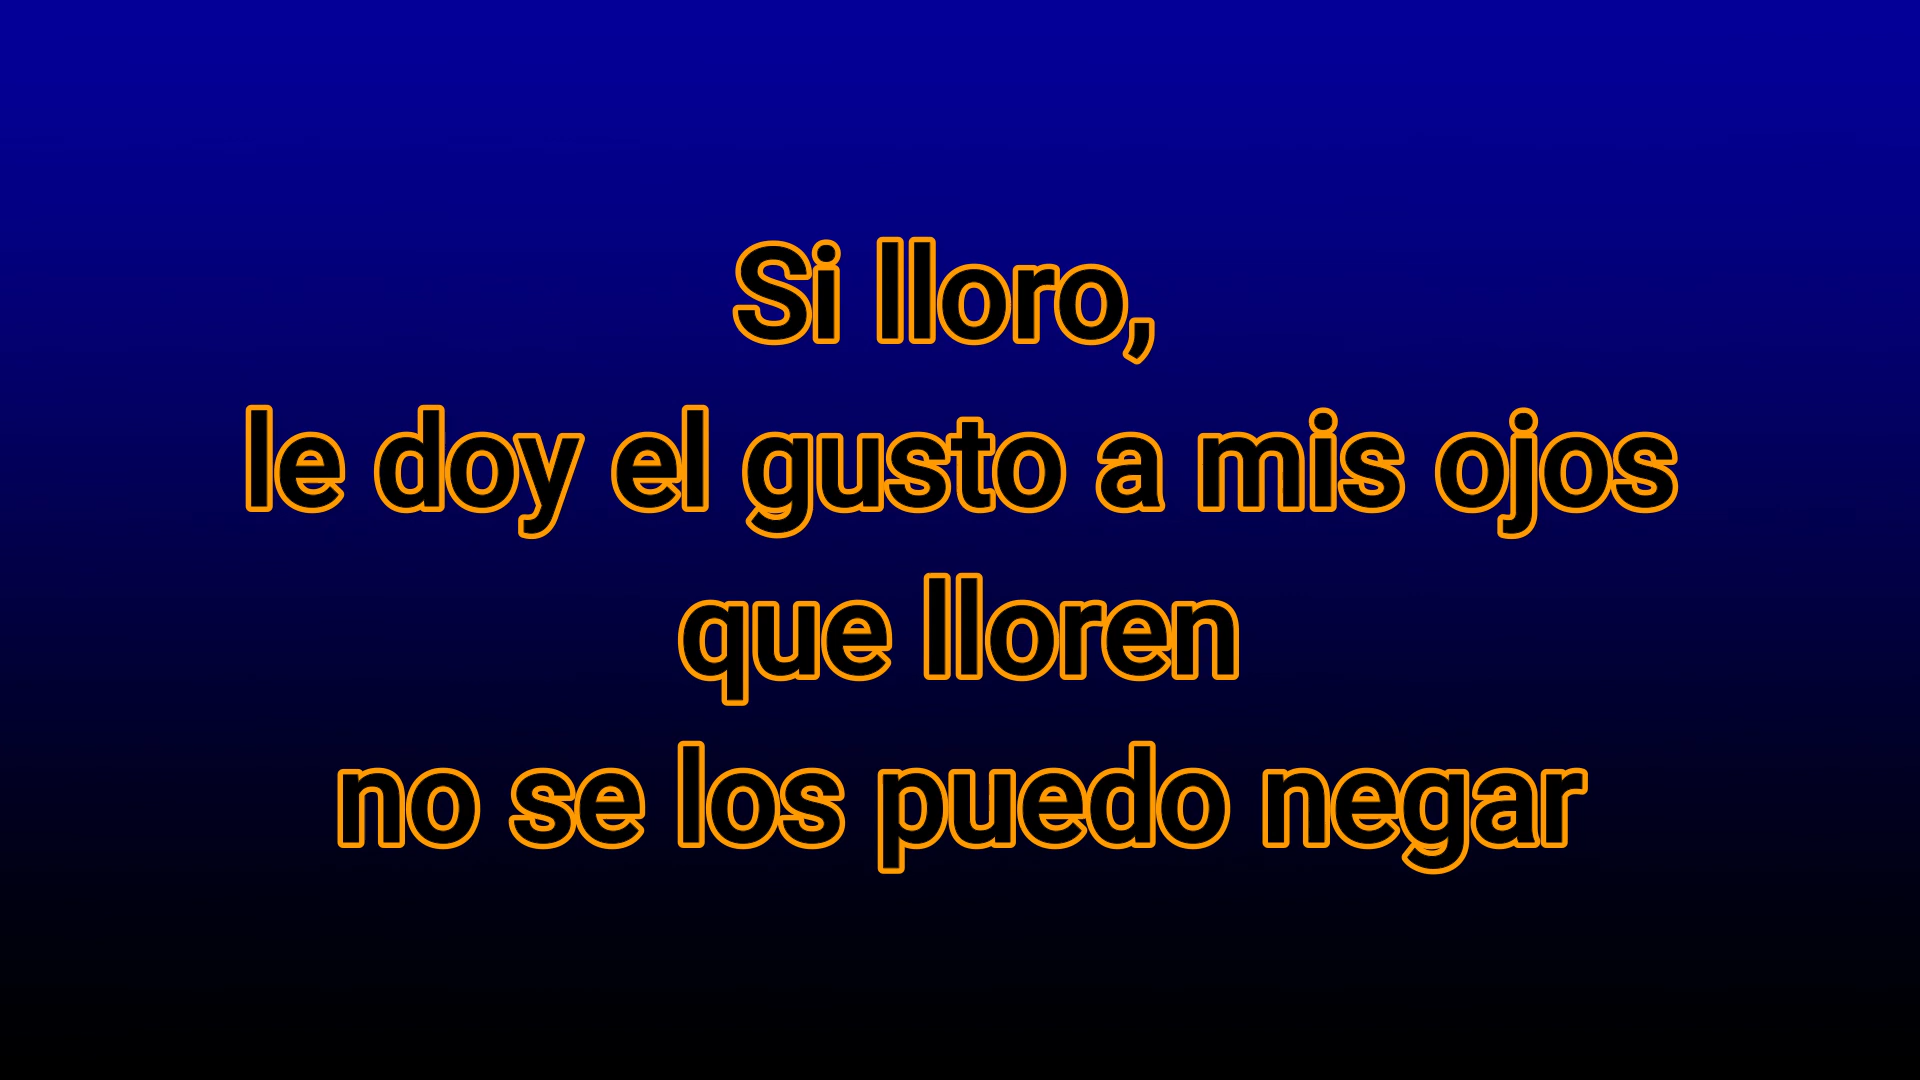 Si lloro,
le doy el gusto a mis ojos
que lloren
no se los puedo negar